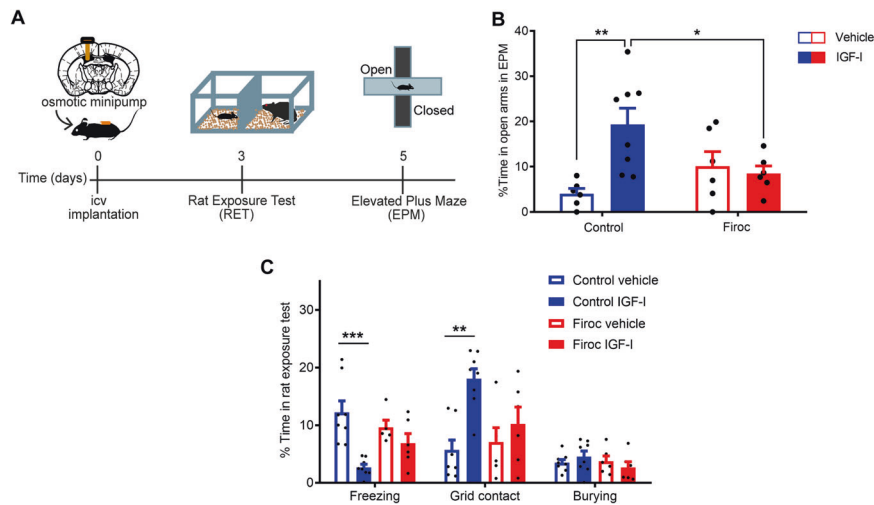 A
osmotic minipump
Open
Closed
0
3
5
Time (days)
icv
implantation
Rat Exposure Test
(RET)
Elevated Plus Maze
(EPM)
B
Vehicle
IGF-I
**
*
%Time in open arms in EPM
40
30
20
10
0
Control
Firoc
C
Control vehicle
Control IGF-I
Firoc vehicle
Firoc IGF-I
% Time in rat exposure test
30
20
10
0
***
**
Freezing
Grid contact
Burying